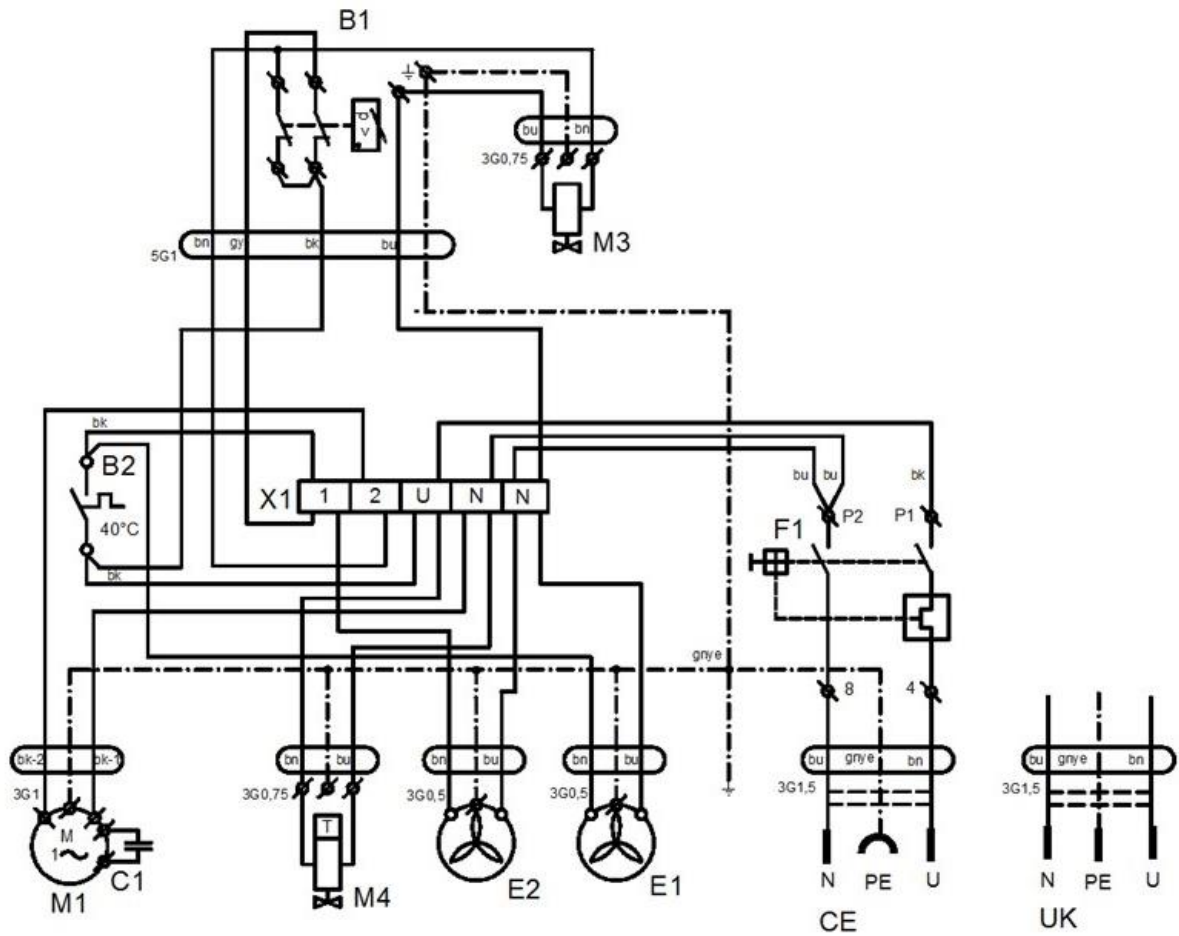 B1
bu bn
3G0,75
M3
bn gy bk bu
5G1
bk
B2
40°C
bk
X1 1 2 U N N
bu bu bk
P2 P1
F1
gnye
8 4
bk-2 bk-1
3G1
M
1
C1
M1
bn bu
3G0,75
T
M4
bn bu
3G0,5
E2
bn bu
3G0,5
E1
bu gnye bn
3G1,5
N PE U
CE
bu gnye bn
3G1,5
N PE U
UK